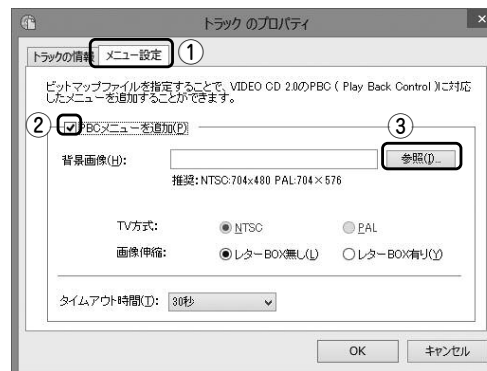 トラック のプロパティ
×
トラックの情報
メニュー設定
①
ビットマップファイルを指定することで、VIDEO CD 2.0のPBC ( Play Back Control )に対応
したメニューを追加することができます。
②
PBCメニューを追加(P)
③
背景画像(H):
参照(I)...
推奨:NTSC:704x480 PAL:704×576
TV方式:
NTSC
PAL
画像伸縮:
レターBOX無し(L)
レターBOX有り(Y)
タイムアウト時間(T):
30秒
OK
キャンセル